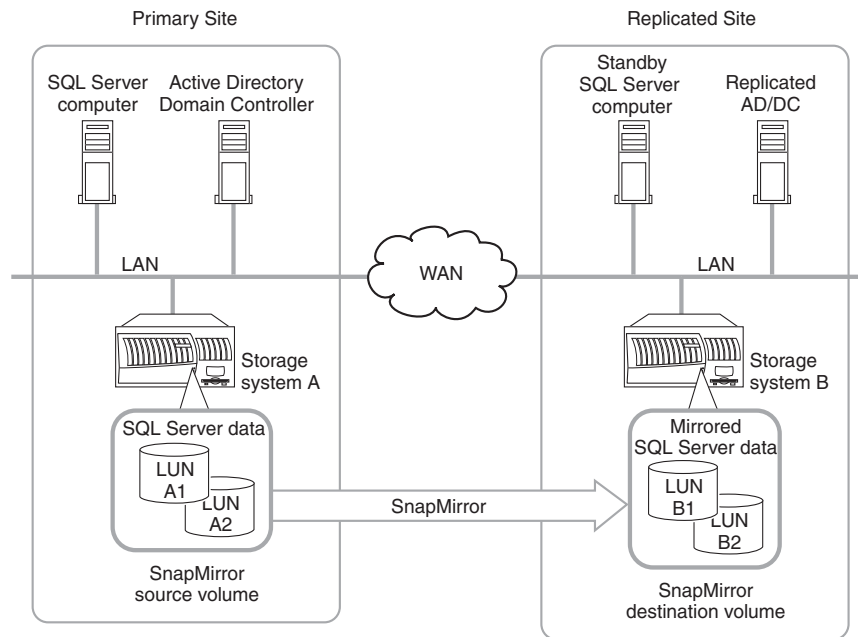 Primary Site
Replicated Site
SQL Server
computer
Active Directory
Domain Controller
Standby
SQL Server
computer
Replicated
AD/DC
LAN
WAN
LAN
Storage
system A
Storage
system B
SQL Server data
LUN
A1
LUN
A2
SnapMirror
Mirrored
SQL Server data
LUN
B1
LUN
B2
SnapMirror
source volume
SnapMirror
destination volume